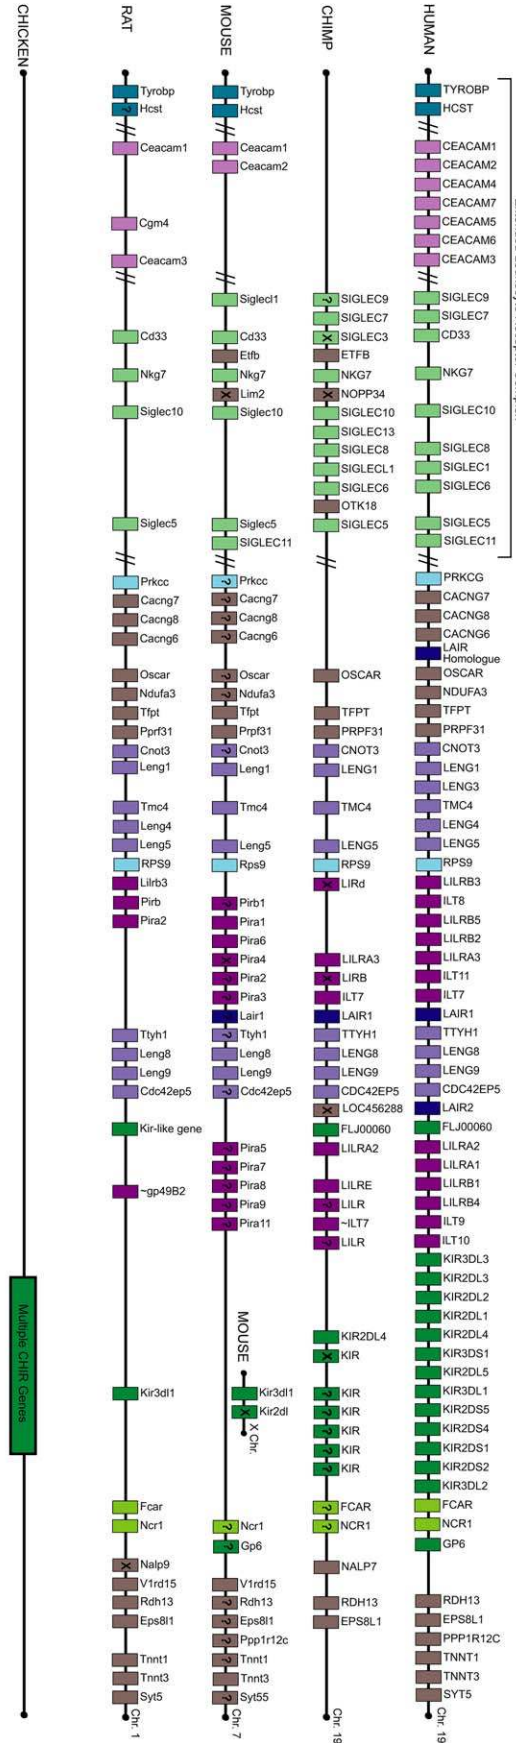 CHICKEN
Multiple CHIR Genes
RAT
Tyrobp
?
Hcst
Ceacam1
Cgm4
Ceacam3
Cd33
Nkg7
Siglec10
Siglec5
Prkcc
Cacng7
Cacng8
Cacng6
Oscar
Ndufa3
Tfpt
Pprf31
Cnot3
Leng1
Tmc4
Leng4
Leng5
RPS9
Lilrb3
Pirb
Pira2
Ttyh1
Leng8
Leng9
Cdc42ep5
Kir-like gene
~gp49B2
Kir3dl1
Fcar
Ncr1
X
Nalp9
V1rd15
Rdh13
Eps8l1
Tnnt1
Tnnt3
Syt5
Chr. 1
MOUSE
Tyrobp
Hcst
Ceacam1
Ceacam2
Siglecl1
Cd33
Etfb
Nkg7
X
Lim2
Siglec10
Siglec5
SIGLEC11
?
Prkcc
?
Cacng7
?
Cacng8
?
Cacng6
?
Oscar
?
Ndufa3
Tfpt
Prpf31
?
Cnot3
Leng1
Tmc4
Leng5
Rps9
?
Pirb1
Pira1
Pira6
X
Pira4
?
Pira2
?
Pira3
?
Lair1
?
Ttyh1
Leng8
Leng9
?
Cdc42ep5
?
Pira5
?
Pira7
?
Pira8
?
Pira9
?
Pira11
MOUSE
Kir3dl1
X
Kir2dl
X Chr.
?
Ncr1
?
Gp6
V1rd15
?
Rdh13
?
Eps8l1
?
Ppp1r12c
?
Tnnt1
Tnnt3
?
Syt55
Chr. 7
CHIMP
?
SIGLEC9
SIGLEC7
X
SIGLEC3
ETFB
NKG7
X
NOPP34
SIGLEC10
SIGLEC13
SIGLEC8
SIGLECL1
SIGLEC6
OTK18
SIGLEC5
OSCAR
TFPT
PRPF31
CNOT3
LENG1
TMC4
LENG5
RPS9
X
LIRd
LILRA3
X
LIRB
ILT7
LAIR1
TTYH1
LENG8
LENG9
CDC42EP5
X
LOC456288
FLJ00060
LILRA2
LILRE
?
LILR
~ILT7
?
LILR
KIR2DL4
X
KIR
?
KIR
?
KIR
?
KIR
?
KIR
?
KIR
?
FCAR
?
NCR1
NALP7
RDH13
EPS8L1
Chr. 19
HUMAN
TYROBP
HCST
CEACAM1
CEACAM2
CEACAM4
CEACAM7
CEACAM5
CEACAM6
CEACAM3
SIGLEC9
SIGLEC7
CD33
NKG7
SIGLEC10
SIGLEC8
SIGLEC1
SIGLEC6
SIGLEC5
SIGLEC11
PRKCG
CACNG7
CACNG8
CACNG6
LAIR
Homologue
OSCAR
NDUFA3
TFPT
PRPF31
CNOT3
LENG1
LENG3
TMC4
LENG4
LENG5
RPS9
LILRB3
ILT8
LILRB5
LILRB2
LILRA3
ILT11
ILT7
LAIR1
TTYH1
LENG8
LENG9
CDC42EP5
LAIR2
FLJ00060
LILRA2
LILRA1
LILRB1
LILRB4
ILT9
ILT10
KIR3DL3
KIR2DL3
KIR2DL2
KIR2DL1
KIR2DL4
KIR3DS1
KIR2DL5
KIR3DL1
KIR2DS5
KIR2DS4
KIR2DS1
KIR2DS2
KIR3DL2
FCAR
NCR1
GP6
RDH13
EPS8L1
PPP1R12C
TNNT1
TNNT3
SYT5
Chr. 19